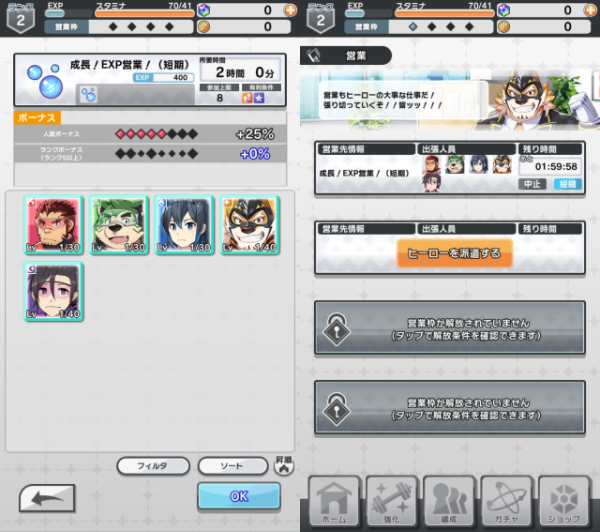 ランク
2
EXP
スタミナ
70/41
0
営業枠
0
成長 / EXP営業 / （短期）
EXP 400
所要時間
2時間 0分
参加上限
8
有利条件
ボーナス
人数ボーナス
+25%
ランクボーナス
(ランク5以上)
+0%
Lv 1/30
Lv 1/30
Lv 1/30
Lv 1/40
Lv 1/40
フィルタ
ソート
昇順
OK
ランク
2
EXP
スタミナ
70/41
0
営業枠
0
営業
営業もヒーローの大事な仕事だ！
張り切っていくぞ！/ 皆ッッ！/ /
営業先情報
出張人員
残り時間
成長 / EXP営業 / （短期）
あと
01:59:58
中止
短縮
営業先情報
出張人員
残り時間
ヒーローを派遣する
営業枠が解放されていません
(タップで解放条件を確認できます)
営業枠が解放されていません
(タップで解放条件を確認できます)
ホーム
強化
編成
ガチャ
ショップ